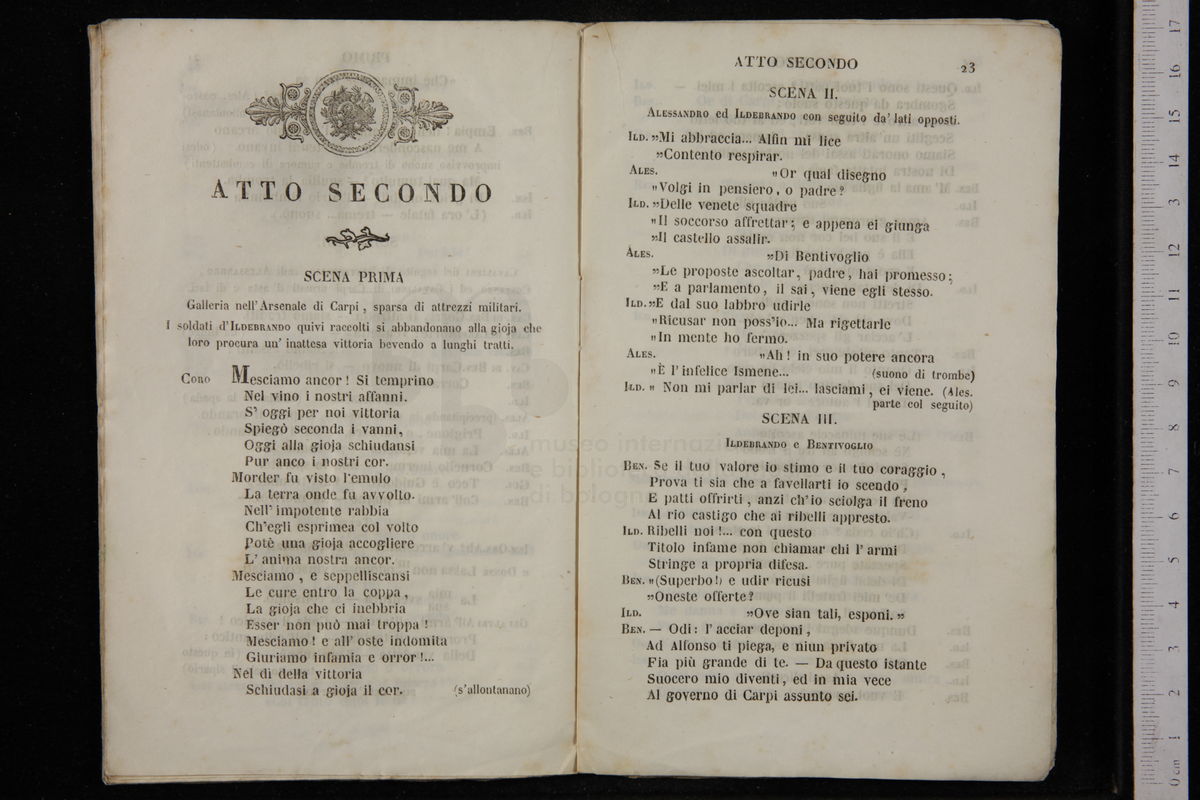 ATTO SECONDO
SCENA PRIMA
Galleria nell'Arsenale di Carpi, sparsa di attrezzi militari.
I soldati d'ILDEBRANDO quivi raccolti si abbandonano alla gioja che
loro procura un' inattesa vittoria bevendo a lunghi tratti.
CORO Mesciamo ancor! Si temprino
Nel vino i nostri affanni.
S' oggi per noi vittoria
Spiegò seconda i vanni,
Oggi alla gioja schiudansi
Pur anco i nostri cor.
Morder fu visto l'emulo
La terra onde fu avvolto.
Nell' impotente rabbia
Ch'egli esprimea col volto
Potè una gioja accogliere
L' anima nostra ancor.
Mesciamo, e seppelliscansi
Le cure entro la coppa,
La gioja che ci inebbria
Esser non può mai troppa!
Mesciamo! e all' oste indomita
Giuriamo infamia e orror!...
Nel dì della vittoria
Schiudasi a gioja il cor. (s'allontanano)
ATTO SECONDO 23
SCENA II.
ALESSANDRO ed ILDEBRANDO con seguito da' lati opposti.
ILD. »Mi abbraccia... Alfin mi lice
»Contento respirar.
ALES. »Or qual disegno
»Volgi in pensiero, o padre?
ILD. »Delle venete squadre
»Il soccorso affrettar; e appena ei giunga
»Il castello assalir.
ALES. »Di Bentivoglio
»Le proposte ascoltar, padre, hai promesso;
»E a parlamento, il sai, viene egli stesso.
ILD. »E dal suo labbro udirle
»Ricusar non poss'io... Ma rigettarle
»In mente ho fermo.
ALES. »Ah! in suo potere ancora
»È l'infelice Ismene... (suono di trombe)
ILD. » Non mi parlar di lei... lasciami, ei viene. (Ales.
parte col seguito)
SCENA III.
ILDEBRANDO e BENTIVOGLIO
BEN. Se il tuo valore io stimo e il tuo coraggio,
Prova ti sia che a favellarti io scendo,
E patti offrirti, anzi ch'io sciolga il freno
Al rio castigo che ai ribelli appresto.
ILD. Ribelli noi!... con questo
Titolo infame non chiamar chi l' armi
Stringe a propria difesa.
BEN. »(Superbo!) e udir ricusi
»Oneste offerte?
ILD. »Ove sian tali, esponi.»
BEN. — Odi: l' acciar deponi,
Ad Alfonso ti piega, e niun privato
Fia più grande di te. — Da questo istante
Suocero mio diventi, ed in mia vece
Al governo di Carpi assunto sei.